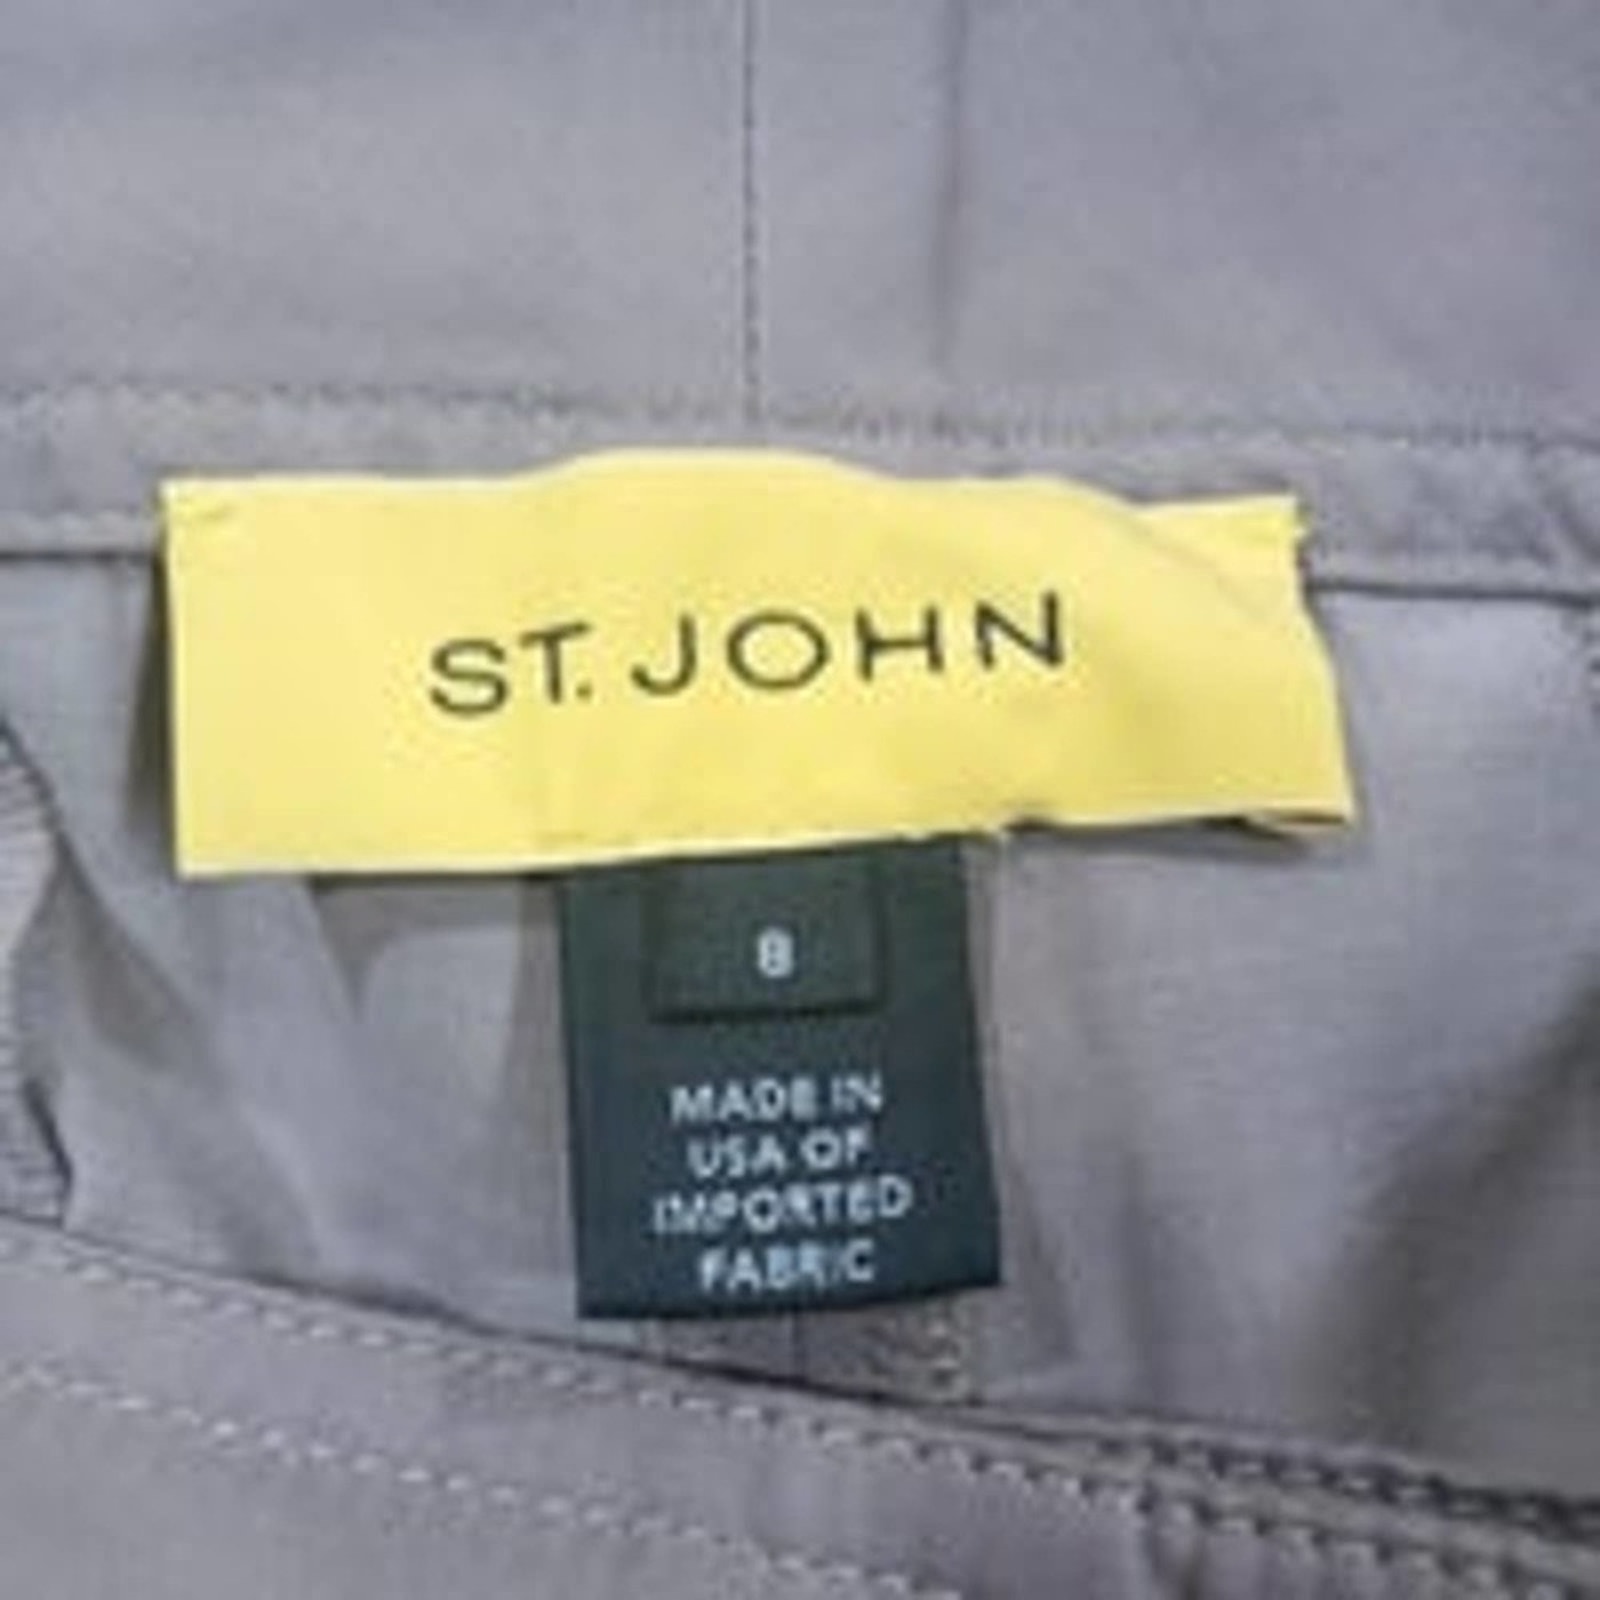 ST. JOHN
8
MADE IN
USA OF
IMPORTED
FABRIC